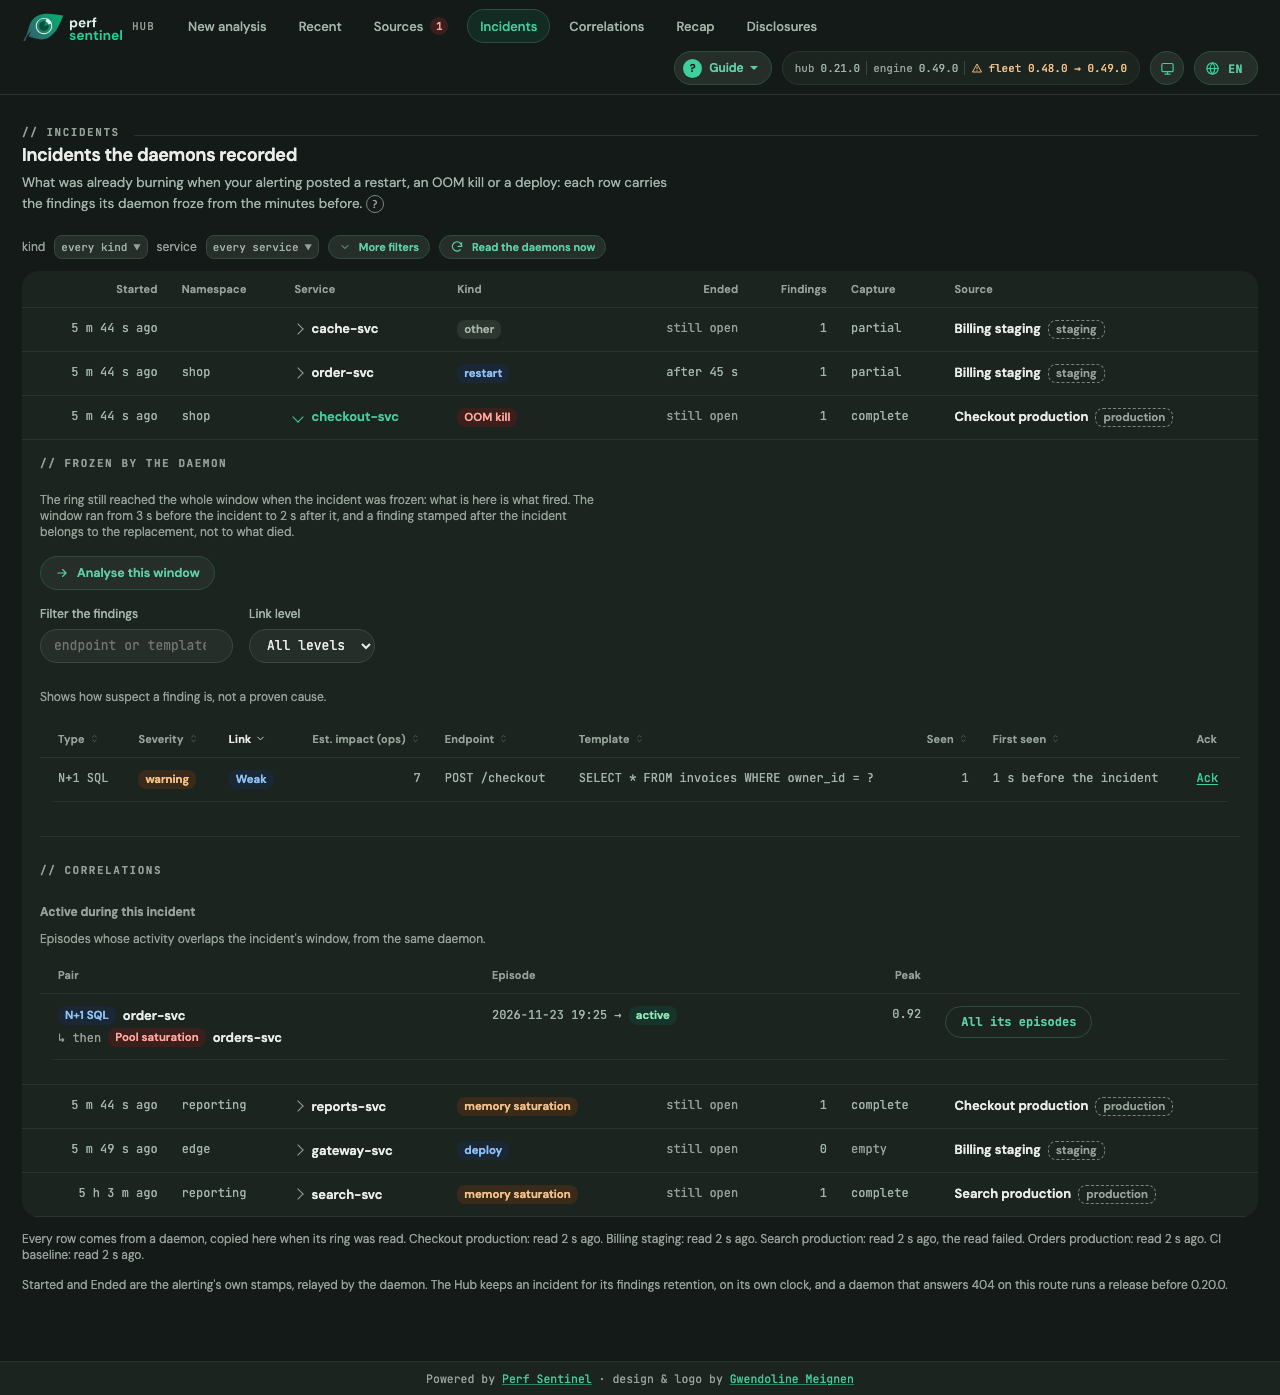 perf sentinel HUB
New analysis
Recent
Sources 1
Incidents
Correlations
Recap
Disclosures
? Guide
hub 0.21.0 | engine 0.49.0 | ⚠ fleet 0.48.0 → 0.49.0
EN
// INCIDENTS
Incidents the daemons recorded
What was already burning when your alerting posted a restart, an OOM kill or a deploy: each row carries
the findings its daemon froze from the minutes before. ?
kind every kind ▼ service every service ▼ More filters Read the daemons now
Started Namespace Service Kind Ended Findings Capture Source
5 m 44 s ago cache-svc other still open 1 partial Billing staging staging
5 m 44 s ago shop order-svc restart after 45 s 1 partial Billing staging staging
5 m 44 s ago shop checkout-svc OOM kill still open 1 complete Checkout production production
// FROZEN BY THE DAEMON
The ring still reached the whole window when the incident was frozen: what is here is what fired. The
window ran from 3 s before the incident to 2 s after it, and a finding stamped after the incident
belongs to the replacement, not to what died.
→ Analyse this window
Filter the findings Link level
endpoint or template All levels
Shows how suspect a finding is, not a proven cause.
Type Severity Link Est. impact (ops) Endpoint Template Seen First seen Ack
N+1 SQL warning Weak 7 POST /checkout SELECT * FROM invoices WHERE owner_id = ? 1 1 s before the incident Ack
// CORRELATIONS
Active during this incident
Episodes whose activity overlaps the incident's window, from the same daemon.
Pair Episode Peak
N+1 SQL order-svc 2026-11-23 19:25 → active 0.92 All its episodes
↳ then Pool saturation orders-svc
5 m 44 s ago reporting reports-svc memory saturation still open 1 complete Checkout production production
5 m 49 s ago edge gateway-svc deploy still open 0 empty Billing staging staging
5 h 3 m ago reporting search-svc memory saturation still open 1 complete Search production production
Every row comes from a daemon, copied here when its ring was read. Checkout production: read 2 s ago. Billing staging: read 2 s ago. Search production: read 2 s ago, the read failed. Orders production: read 2 s ago. CI
baseline: read 2 s ago.
Started and Ended are the alerting's own stamps, relayed by the daemon. The Hub keeps an incident for its findings retention, on its own clock, and a daemon that answers 404 on this route runs a release before 0.20.0.
Powered by Perf Sentinel · design & logo by Gwendoline Meignen